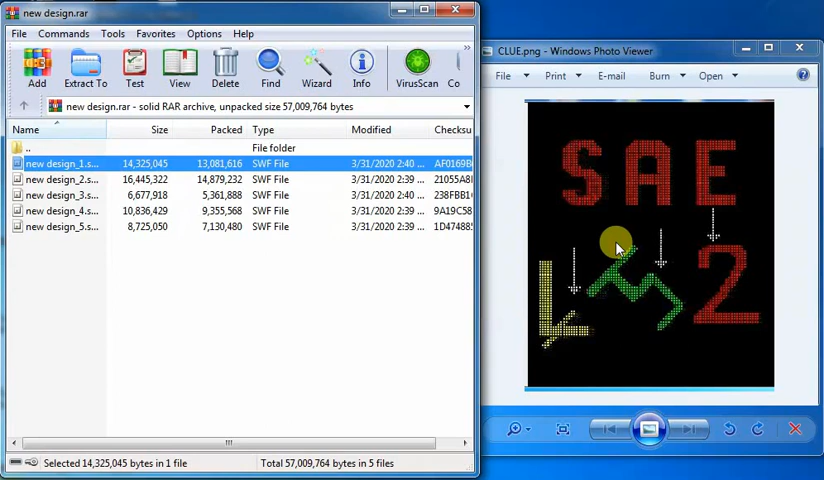 new design.rar
File Commands Tools Favorites Options Help
Add Extract To Test View Delete Find Wizard Info VirusScan Co
new design.rar - solid RAR archive, unpacked size 57,009,764 bytes
Name Size Packed Type Modified Checksu
.. File folder
new design_1.s... 14,325,045 13,081,616 SWF File 3/31/2020 2:40 ... AF0169B
new design_2.s... 16,445,322 14,879,232 SWF File 3/31/2020 2:39 ... 21055A8
new design_3.s... 6,677,918 5,361,888 SWF File 3/31/2020 2:40 ... 238FBB1
new design_4.s... 10,836,429 9,355,568 SWF File 3/31/2020 2:39 ... 9A19C58
new design_5.s... 8,725,050 7,130,480 SWF File 3/31/2020 2:39 ... 1D47488
Selected 14,325,045 bytes in 1 file Total 57,009,764 bytes in 5 files
CLUE.png - Windows Photo Viewer
File Print E-mail Burn Open
SAE
2